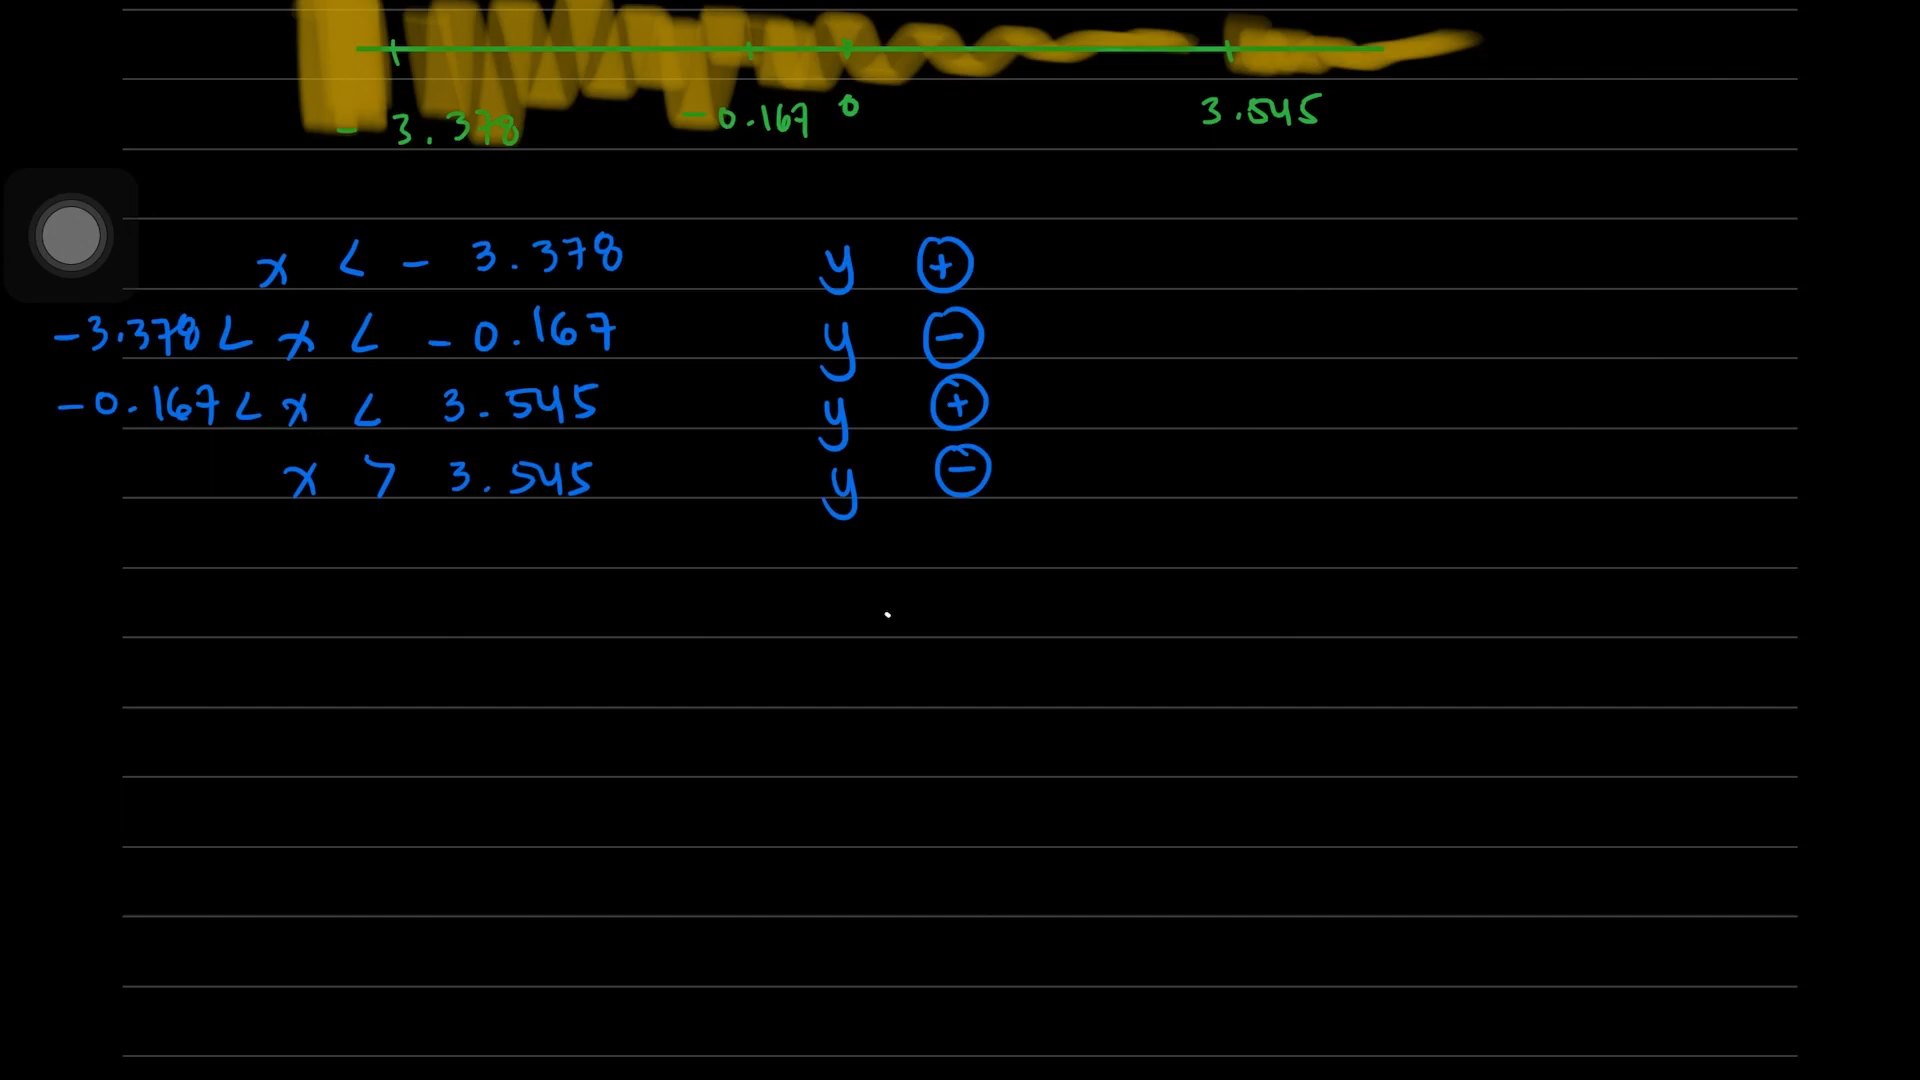 - 3.378 - 0.167 0 3.545
x < - 3.378 y +
-3.378 < x < - 0.167 y -
-0.167 < x < 3.545 y +
x > 3.545 y -